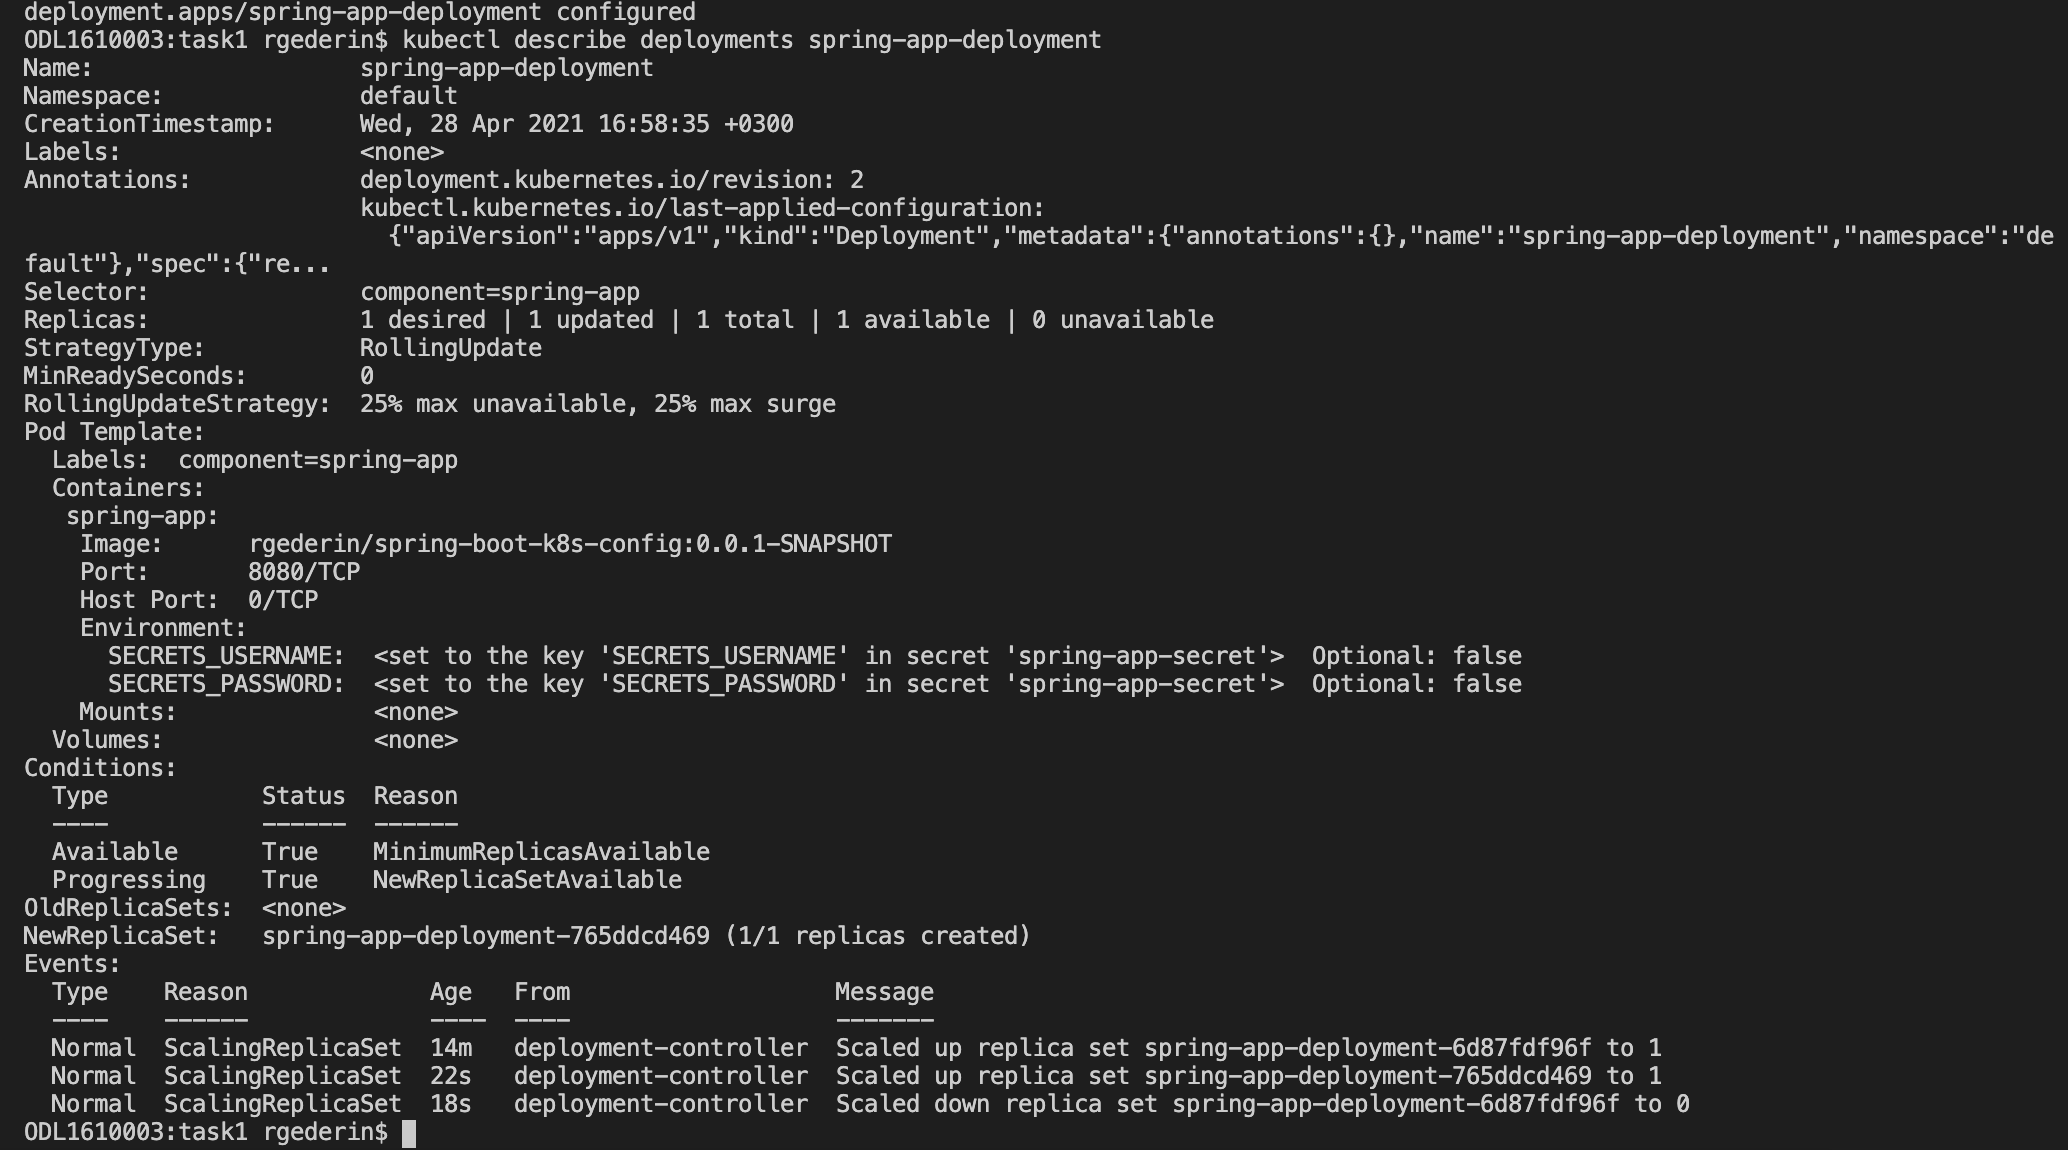 deployment.apps/spring-app-deployment configured
ODL1610003:task1 rgederin$ kubectl describe deployments spring-app-deployment
Name:                   spring-app-deployment
Namespace:              default
CreationTimestamp:      Wed, 28 Apr 2021 16:58:35 +0300
Labels:                 <none>
Annotations:            deployment.kubernetes.io/revision: 2
                        kubectl.kubernetes.io/last-applied-configuration:
                          {"apiVersion":"apps/v1","kind":"Deployment","metadata":{"annotations":{},"name":"spring-app-deployment","namespace":"de
fault"},"spec":{"re...
Selector:               component=spring-app
Replicas:               1 desired | 1 updated | 1 total | 1 available | 0 unavailable
StrategyType:           RollingUpdate
MinReadySeconds:        0
RollingUpdateStrategy:  25% max unavailable, 25% max surge
Pod Template:
  Labels:  component=spring-app
  Containers:
   spring-app:
    Image:      rgederin/spring-boot-k8s-config:0.0.1-SNAPSHOT
    Port:       8080/TCP
    Host Port:  0/TCP
    Environment:
      SECRETS_USERNAME:  <set to the key 'SECRETS_USERNAME' in secret 'spring-app-secret'>  Optional: false
      SECRETS_PASSWORD:  <set to the key 'SECRETS_PASSWORD' in secret 'spring-app-secret'>  Optional: false
    Mounts:              <none>
  Volumes:               <none>
Conditions:
  Type           Status  Reason
  ----           ------  ------
  Available      True    MinimumReplicasAvailable
  Progressing    True    NewReplicaSetAvailable
OldReplicaSets:  <none>
NewReplicaSet:   spring-app-deployment-765ddcd469 (1/1 replicas created)
Events:
  Type    Reason             Age   From                   Message
  ----    ------             ----  ----                   -------
  Normal  ScalingReplicaSet  14m   deployment-controller  Scaled up replica set spring-app-deployment-6d87fdf96f to 1
  Normal  ScalingReplicaSet  22s   deployment-controller  Scaled up replica set spring-app-deployment-765ddcd469 to 1
  Normal  ScalingReplicaSet  18s   deployment-controller  Scaled down replica set spring-app-deployment-6d87fdf96f to 0
ODL1610003:task1 rgederin$